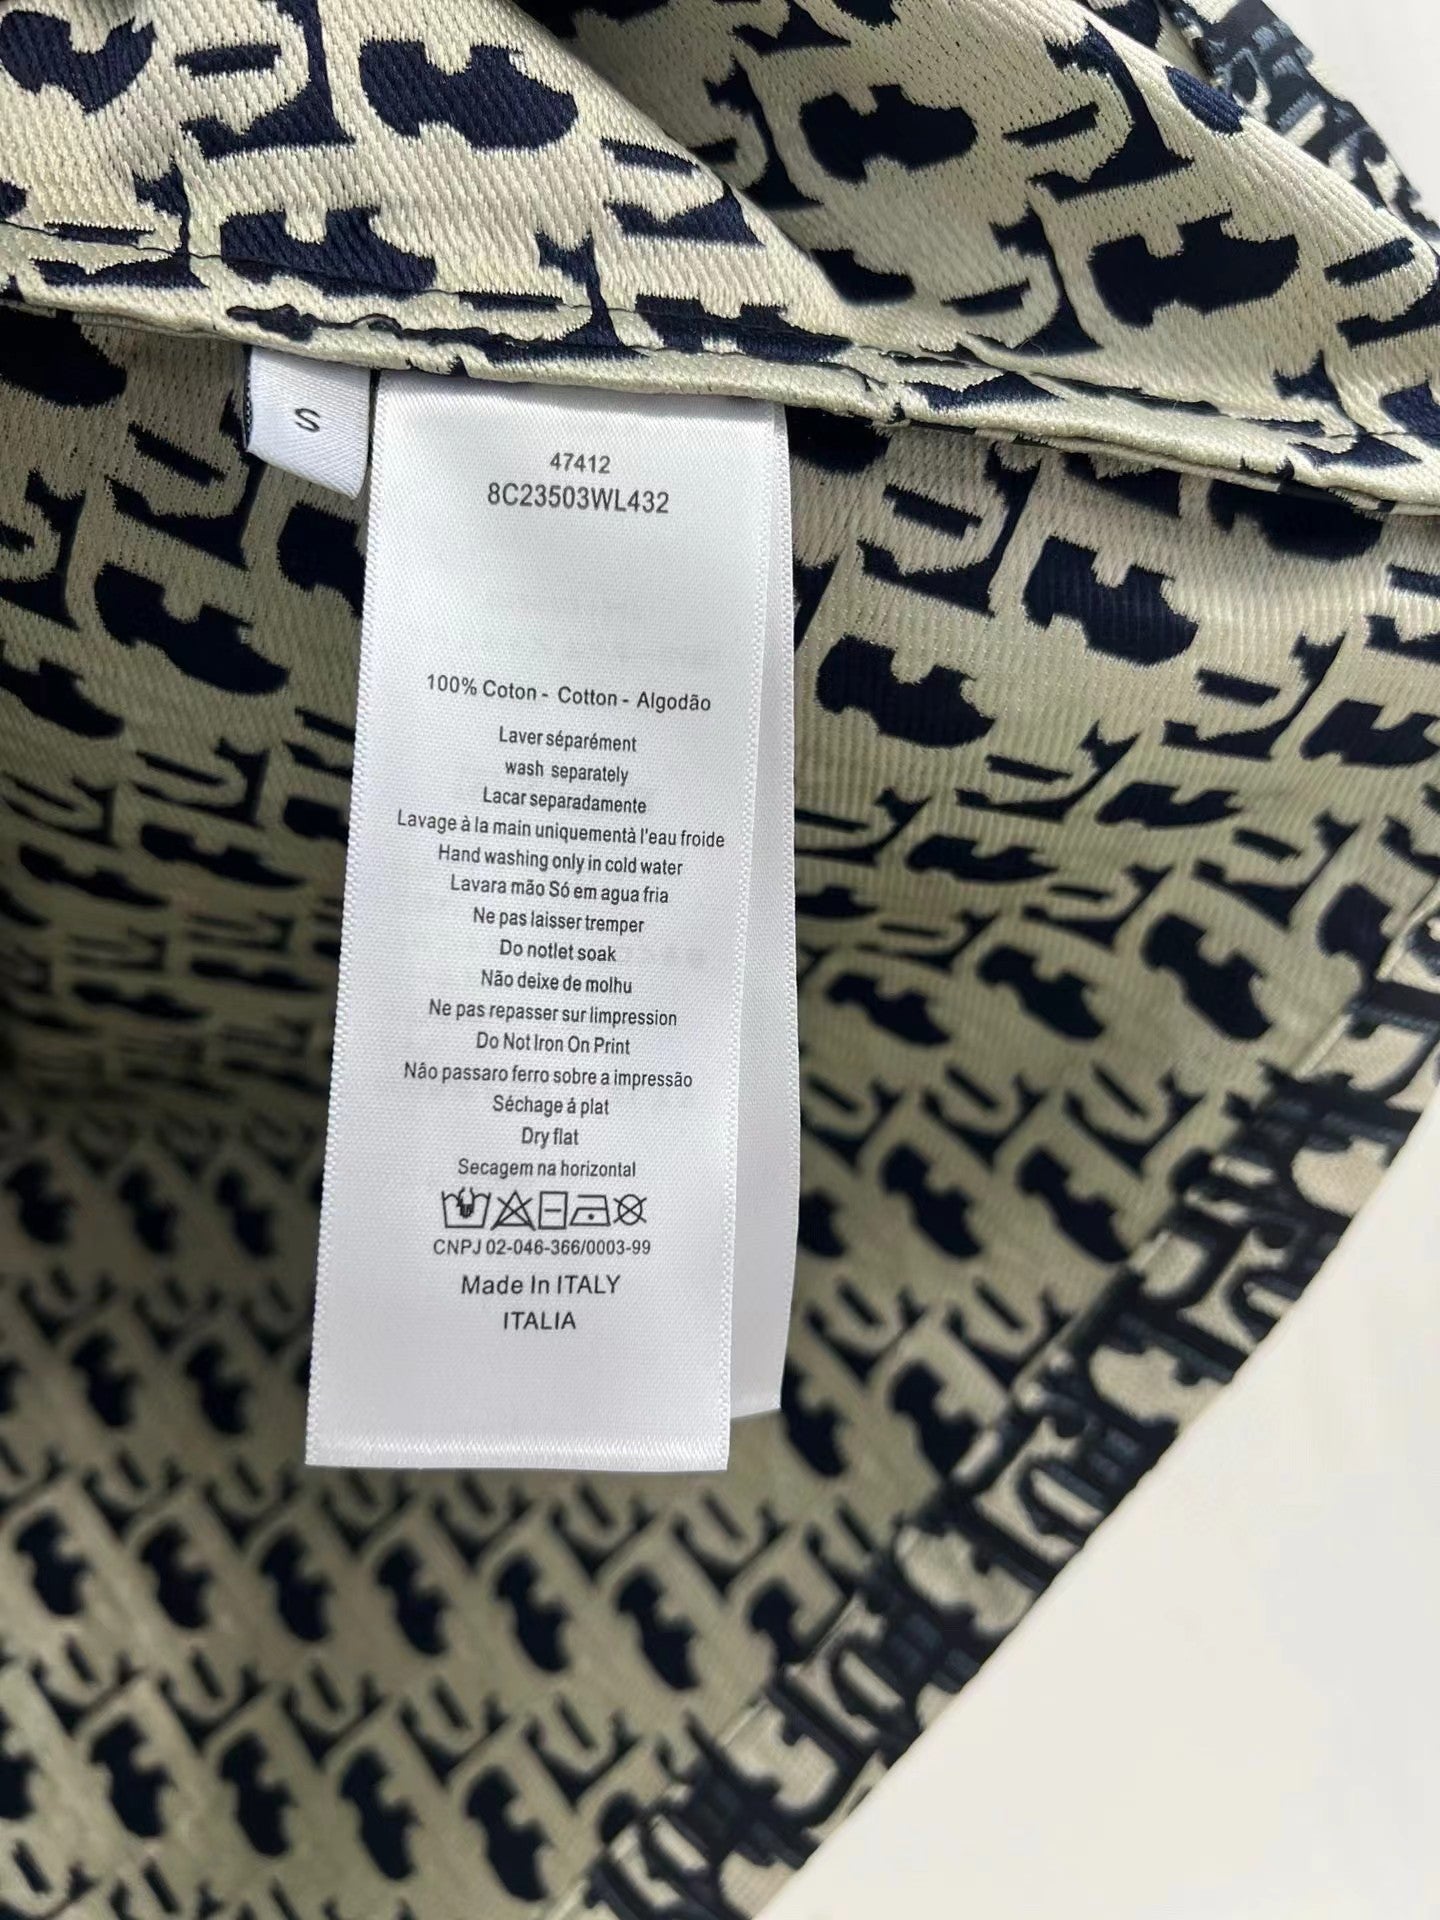 S
47412
8C23503WL432
100% Coton - Cotton - Algodão
Laver séparément
wash separately
Lacar separadamente
Lavage à la main uniquementà l'eau froide
Hand washing only in cold water
Lavara mão Só em agua fria
Ne pas laisser tremper
Do notlet soak
Não deixe de molhu
Ne pas repasser sur limpression
Do Not Iron On Print
Nâo passaro ferro sobre a impressão
Séchage á plat
Dry flat
Secagem na horizontal
CNPJ 02-046-366/0003-99
Made In ITALY
ITALIA